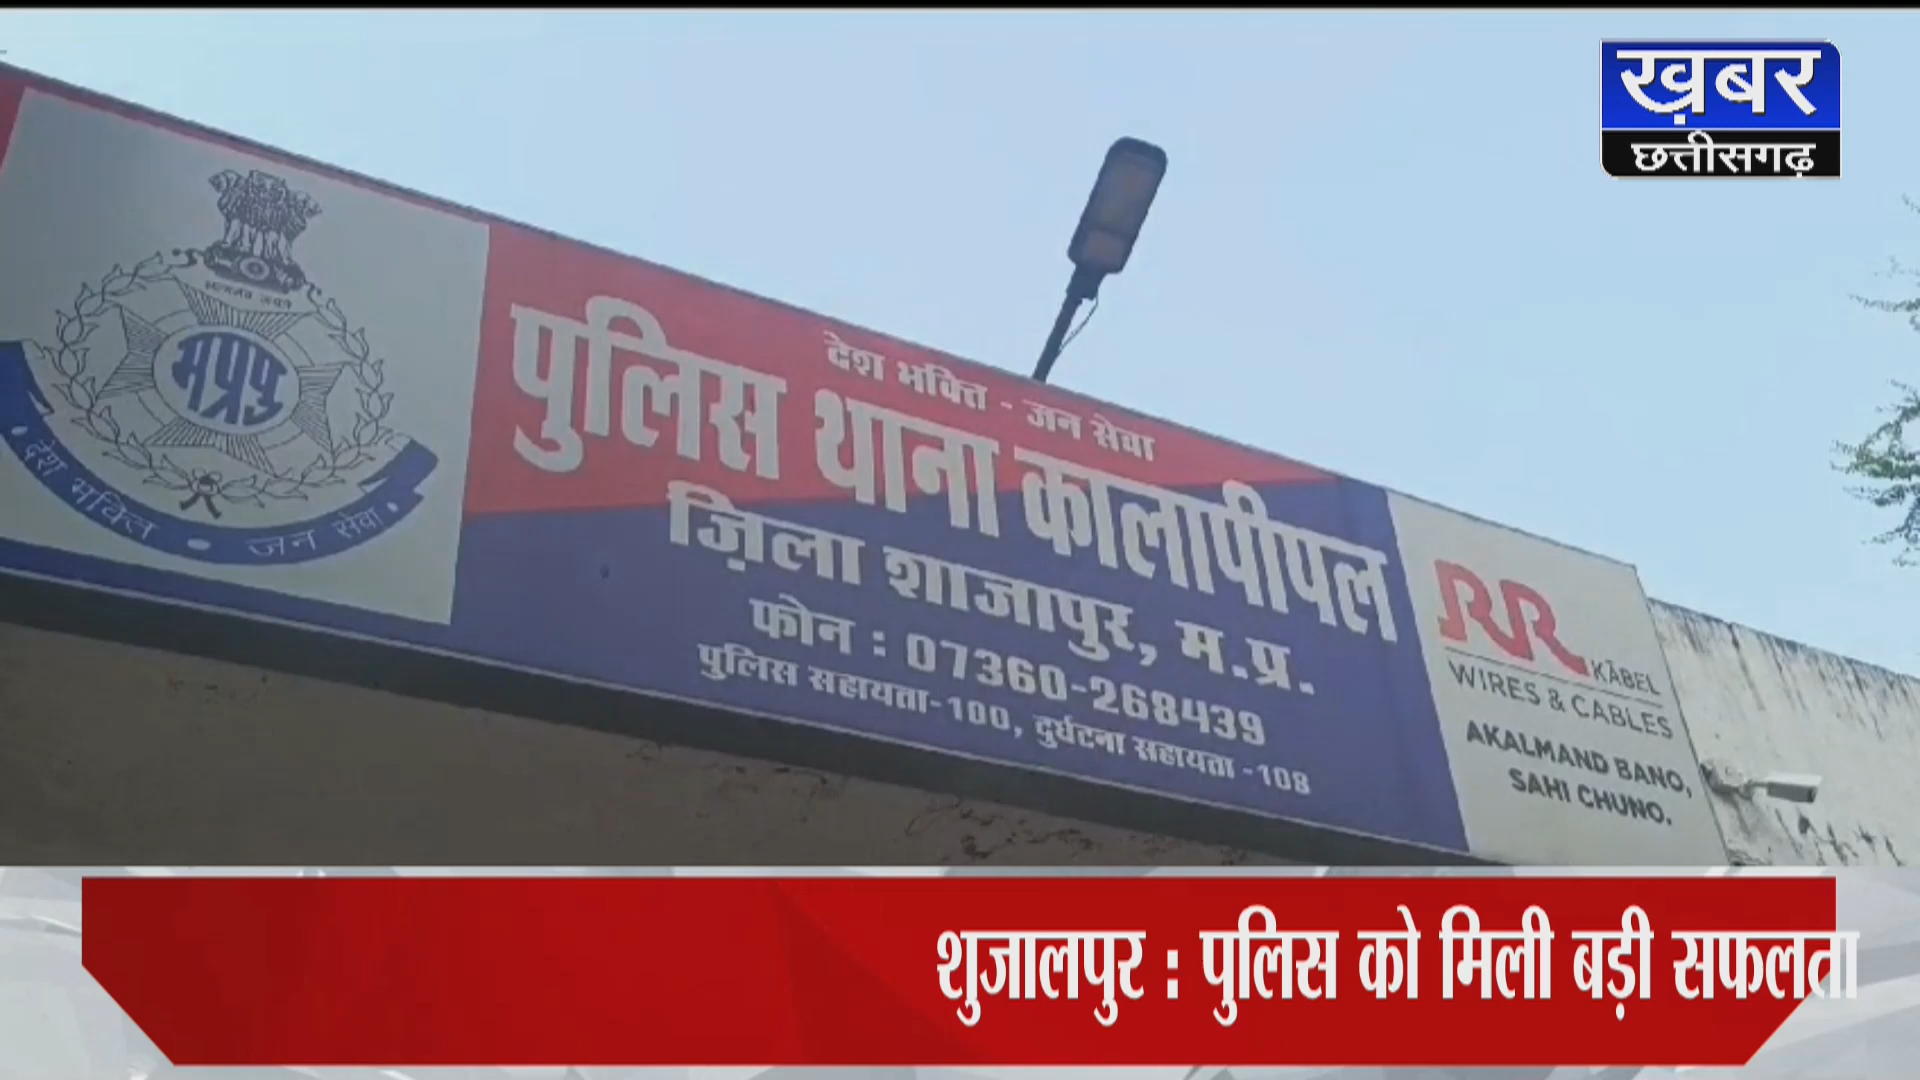 ख़बर
छत्तीसगढ़
मप्रपु
देश भक्ति • जन सेवा
देश भक्ति - जन सेवा
पुलिस थाना कालापीपल
ज़िला शाजापुर, म.प्र.
फोन : 07360-268439
पुलिस सहायता-100, दुर्घटना सहायता -108
RR KABEL
WIRES & CABLES
AKALMAND BANO,
SAHI CHUNO.
शुजालपुर : पुलिस को मिली बड़ी सफलता